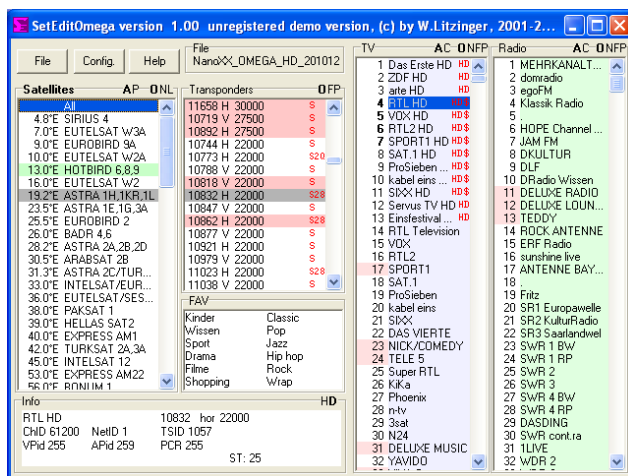 SetEditOmega version 1.00 unregistered demo version, (c) by W.Litzinger, 2001-2...
File Config. Help
File
NanoXX_OMEGA_HD_201012
Satellites AP ONL
All
4.8°E SIRIUS 4
7.0°E EUTELSAT W3A
9.0°E EUROBIRD 9A
10.0°E EUTELSAT W2A
13.0°E HOTBIRD 6,8,9
16.0°E EUTELSAT W2
19.2°E ASTRA 1H,1KR,1L
23.5°E ASTRA 1E,1G,3A
25.5°E EUROBIRD 2
26.0°E BADR 4,6
28.2°E ASTRA 2A,2B,2D
30.5°E ARABSAT 2B
31.3°E ASTRA 2C/TUR...
33.0°E INTELSAT/EUR...
36.0°E EUTELSAT/SES...
38.0°E PAKSAT 1
39.0°E HELLAS SAT2
40.0°E EXPRESS AM1
42.0°E TURKSAT 2A,3A
45.0°E INTELSAT 12
53.0°E EXPRESS AM22
56.0°E BONUM 1
Transponders OFP
11658 H 30000 S
10719 V 27500 S
10892 H 27500 S
10744 H 22000 S
10773 H 22000 S20
10788 V 22000 S
10818 V 22000 S
10832 H 22000 S28
10847 V 22000 S
10862 H 22000 S28
10877 V 22000 S
10921 H 22000 S
10979 V 22000 S
11023 H 22000 S28
11038 V 22000 S
FAV
Kinder Classic
Wissen Pop
Sport Jazz
Drama Hip hop
Filme Rock
Shopping Wrap
Info HD
RTL HD 10832 hor 22000
ChID 61200 NetID 1 TSID 1057
VPid 255 APid 259 PCR 255
ST: 25
TV AC ONFP
1 Das Erste HD HD
2 ZDF HD HD
3 arte HD HD
4 RTL HD HD$
5 VOX HD HD$
6 RTL2 HD HD$
7 SPORT1 HD HD$
8 SAT.1 HD HD$
9 ProSieben ... HD$
10 kabel eins ... HD$
11 SIXX HD HD$
12 Servus TV HD HD
13 Einsfestival ... HD
14 RTL Television
15 VOX
16 RTL2
17 SPORT1
18 SAT.1
19 ProSieben
20 kabel eins
21 SIXX
22 DAS VIERTE
23 NICK/COMEDY
24 TELE 5
25 Super RTL
26 KiKa
27 Phoenix
28 n-tv
29 3sat
30 N24
31 DELUXE MUSIC
32 YAVIDO
Radio AC ONFP
1 MEHRKANALT...
2 domradio
3 egoFM
4 Klassik Radio
5 .
6 HOPE Channel ...
7 JAM FM
8 DKULTUR
9 DLF
10 DRadio Wissen
11 DELUXE RADIO
12 DELUXE LOUN...
13 TEDDY
14 ROCK ANTENNE
15 ERF Radio
16 sunshine live
17 ANTENNE BAY...
18 .
19 Fritz
20 SR1 Europawelle
21 SR2 KulturRadio
22 SR3 Saarlandwel
23 SWR 1 BW
24 SWR 1 RP
25 SWR 2
26 SWR 3
27 SWR 4 BW
28 SWR 4 RP
29 DASDING
30 SWR cont.ra
31 1LIVE
32 WDR 2